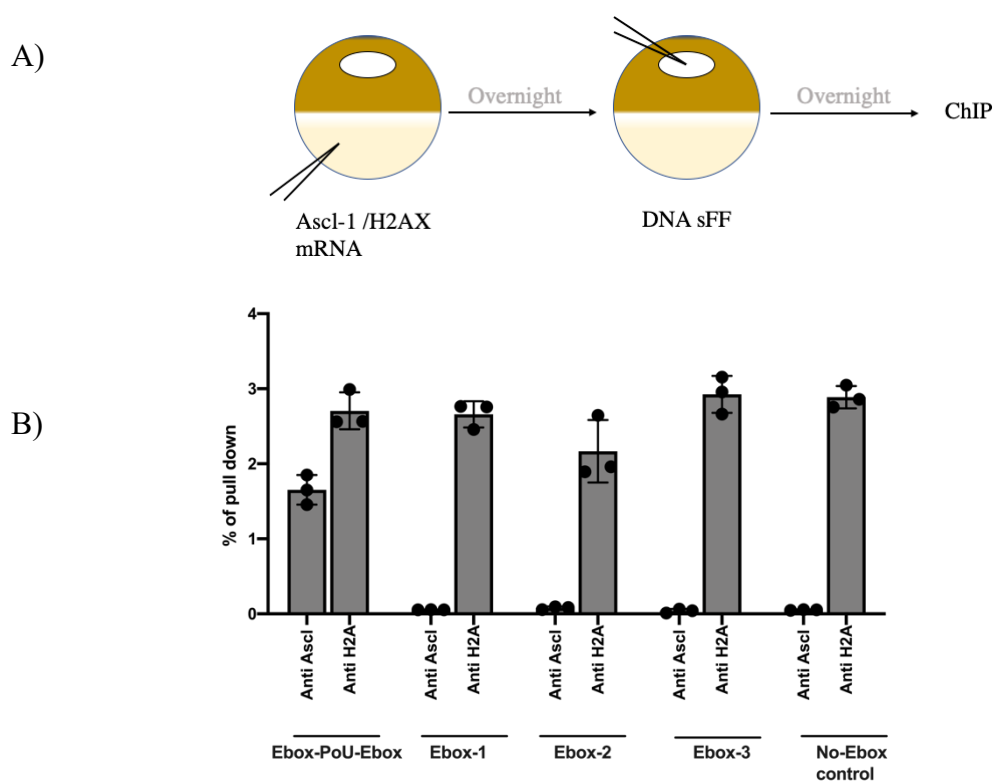 A)
Overnight
Overnight
ChIP
Ascl-1 /H2AX
mRNA
DNA sFF
B)
% of pull down
4
3
2
1
0
Anti Ascl
Anti H2A
Anti Ascl
Anti H2A
Anti Ascl
Anti H2A
Anti Ascl
Anti H2A
Anti Ascl
Anti H2A
Ebox-PoU-Ebox
Ebox-1
Ebox-2
Ebox-3
No-Ebox
control